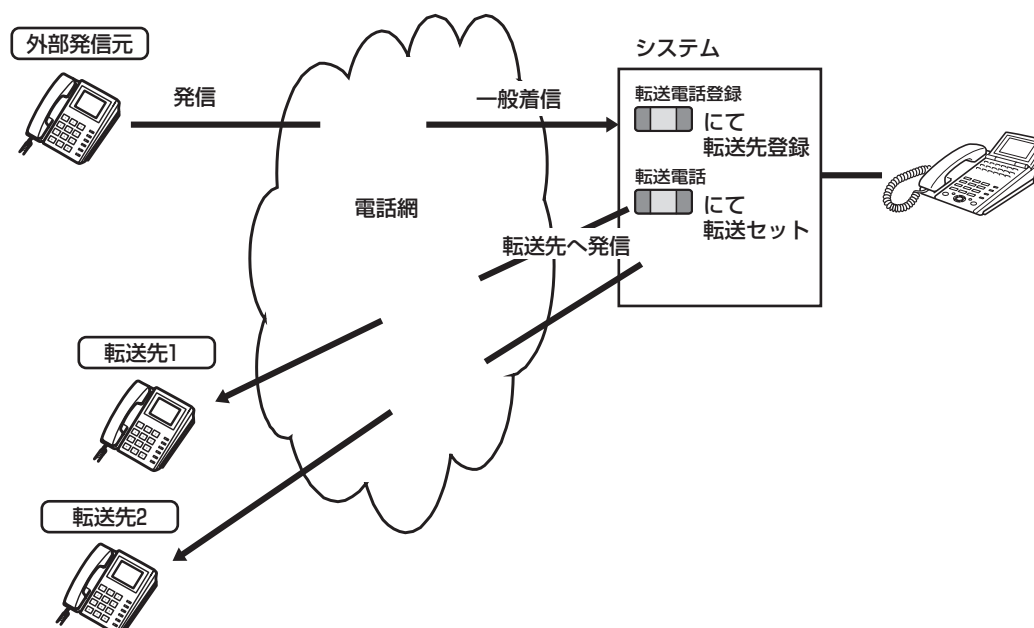 外部発信元
発信
電話網
一般着信
システム
転送電話登録
にて
転送先登録
転送電話
にて
転送セット
転送先へ発信
転送先1
転送先2